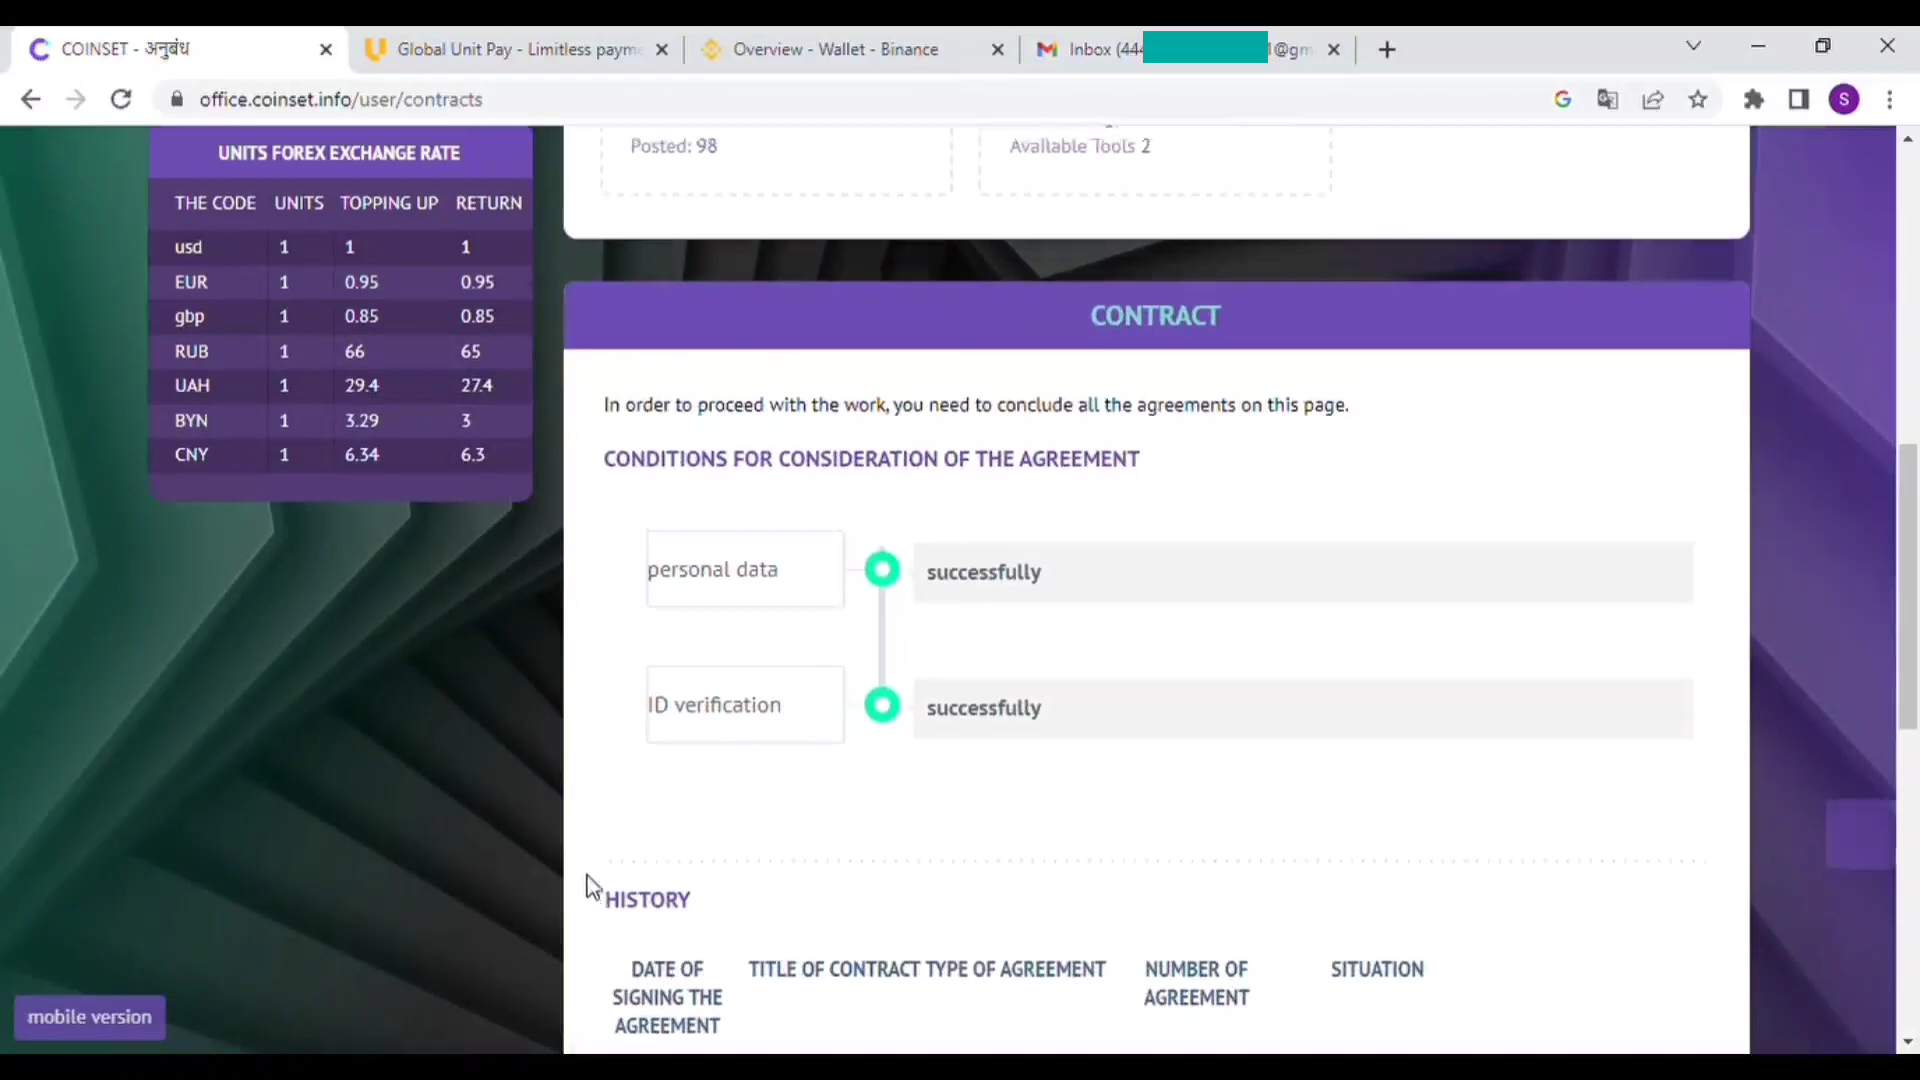 COINSET - अनुबंध
Global Unit Pay - Limitless payme
Overview - Wallet - Binance
Inbox (444 1@gm
office.coinset.info/user/contracts
S
UNITS FOREX EXCHANGE RATE
THE CODE UNITS TOPPING UP RETURN
usd 1 1 1
EUR 1 0.95 0.95
gbp 1 0.85 0.85
RUB 1 66 65
UAH 1 29.4 27.4
BYN 1 3.29 3
CNY 1 6.34 6.3
mobile version
Posted: 98
Available Tools 2
CONTRACT
In order to proceed with the work, you need to conclude all the agreements on this page.
CONDITIONS FOR CONSIDERATION OF THE AGREEMENT
personal data
successfully
ID verification
successfully
HISTORY
DATE OF SIGNING THE AGREEMENT
TITLE OF CONTRACT
TYPE OF AGREEMENT
NUMBER OF AGREEMENT
SITUATION